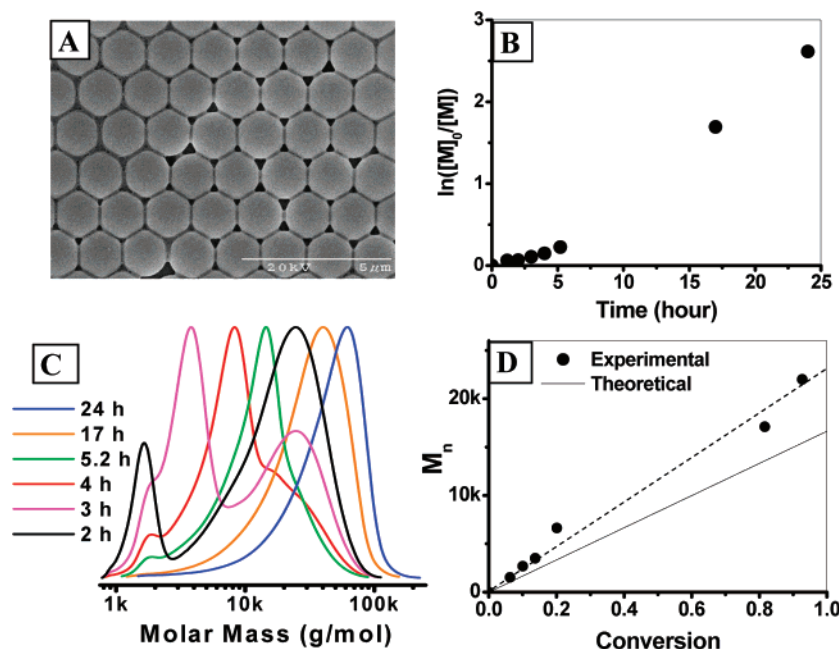 A
20kV 5μm
B
ln([M]0/[M])
3
2
1
0
0 5 10 15 20 25
Time (hour)
C
24 h
17 h
5.2 h
4 h
3 h
2 h
1k 10k 100k
Molar Mass (g/mol)
D
Experimental
Theoretical
Mn
20k
10k
0
0.0 0.2 0.4 0.6 0.8 1.0
Conversion